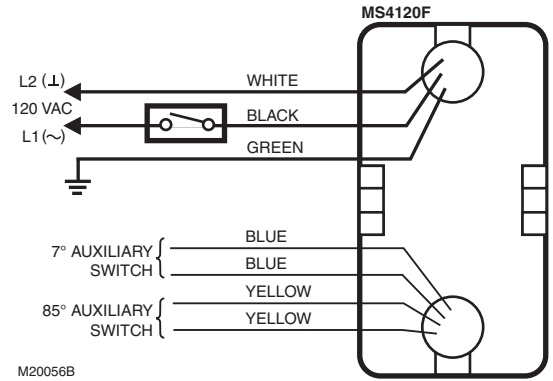 MS4120F
L2 (⊥)
WHITE
120 VAC
BLACK
L1 (~)
GREEN
BLUE
7° AUXILIARY
SWITCH
BLUE
YELLOW
85° AUXILIARY
SWITCH
YELLOW
M20056B